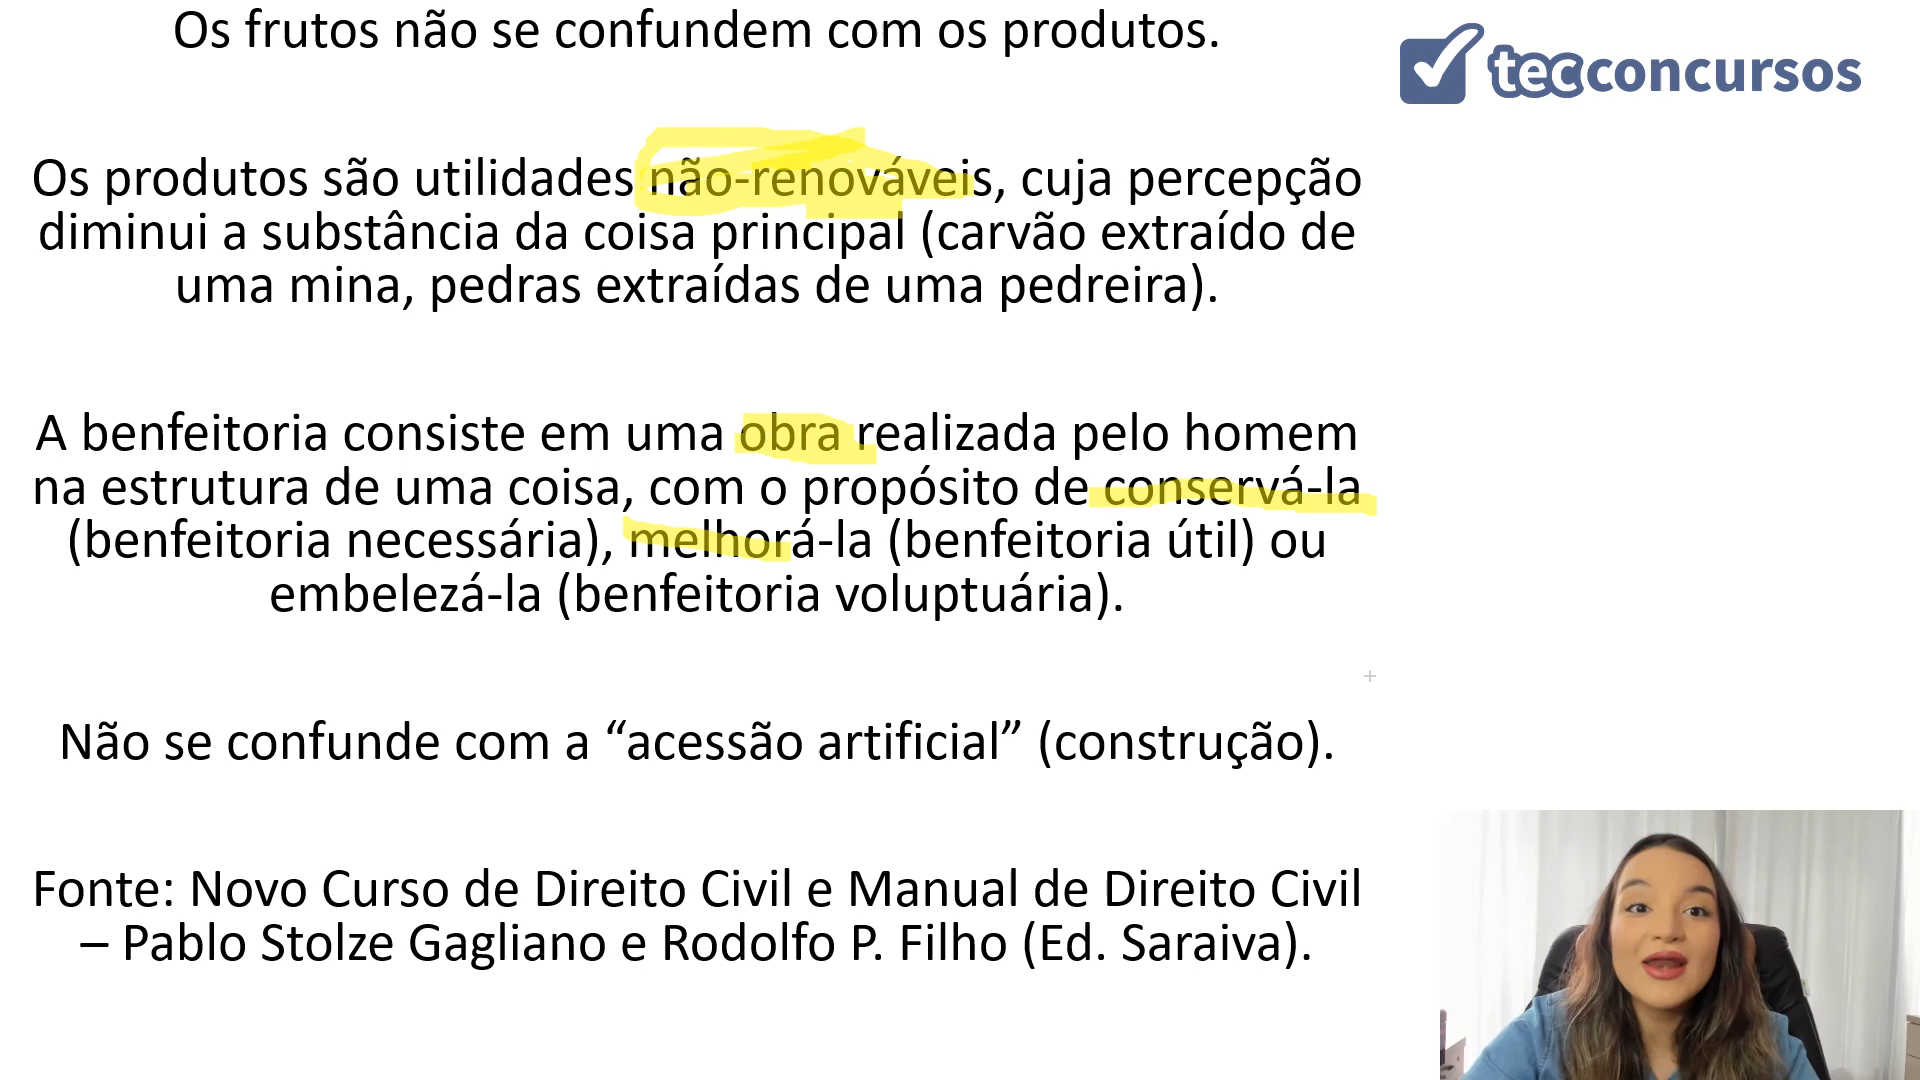 Os frutos não se confundem com os produtos.
tecconcursos
Os produtos são utilidades não-renováveis, cuja percepção
diminui a substância da coisa principal (carvão extraído de
uma mina, pedras extraídas de uma pedreira).
A benfeitoria consiste em uma obra realizada pelo homem
na estrutura de uma coisa, com o propósito de conservá-la
(benfeitoria necessária), melhorá-la (benfeitoria útil) ou
embelezá-la (benfeitoria voluptuária).
Não se confunde com a “acessão artificial” (construção).
Fonte: Novo Curso de Direito Civil e Manual de Direito Civil
– Pablo Stolze Gagliano e Rodolfo P. Filho (Ed. Saraiva).